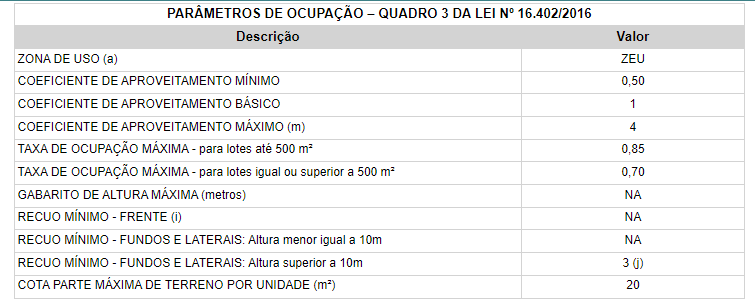 PARÂMETROS DE OCUPAÇÃO – QUADRO 3 DA LEI Nº 16.402/2016
Descrição Valor
ZONA DE USO (a) ZEU
COEFICIENTE DE APROVEITAMENTO MÍNIMO 0,50
COEFICIENTE DE APROVEITAMENTO BÁSICO 1
COEFICIENTE DE APROVEITAMENTO MÁXIMO (m) 4
TAXA DE OCUPAÇÃO MÁXIMA - para lotes até 500 m² 0,85
TAXA DE OCUPAÇÃO MÁXIMA - para lotes igual ou superior a 500 m² 0,70
GABARITO DE ALTURA MÁXIMA (metros) NA
RECUO MÍNIMO - FRENTE (i) NA
RECUO MÍNIMO - FUNDOS E LATERAIS: Altura menor igual a 10m NA
RECUO MÍNIMO - FUNDOS E LATERAIS: Altura superior a 10m 3 (j)
COTA PARTE MÁXIMA DE TERRENO POR UNIDADE (m²) 20